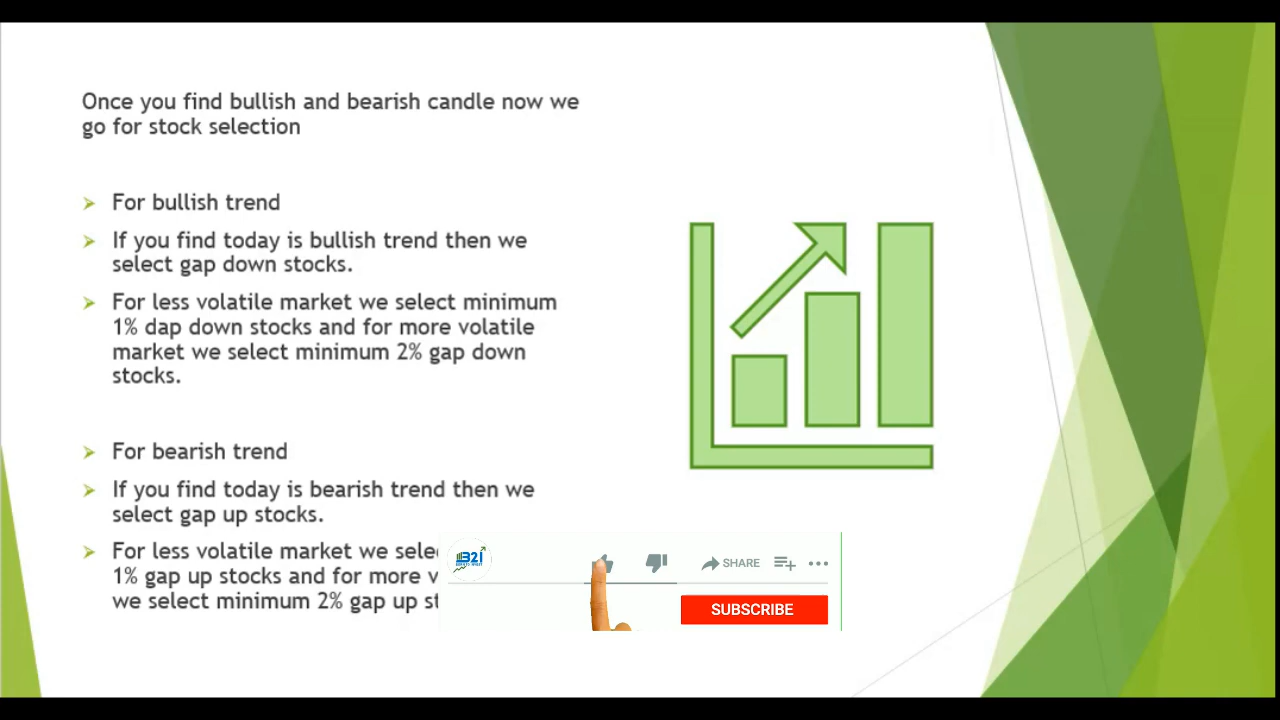 Once you find bullish and bearish candle now we
go for stock selection
For bullish trend
If you find today is bullish trend then we
select gap down stocks.
For less volatile market we select minimum
1% dap down stocks and for more volatile
market we select minimum 2% gap down
stocks.
For bearish trend
If you find today is bearish trend then we
select gap up stocks.
For less volatile market we
1% gap up stocks and for more
we select minimum 2% gap up
B2I
SHARE
SUBSCRIBE